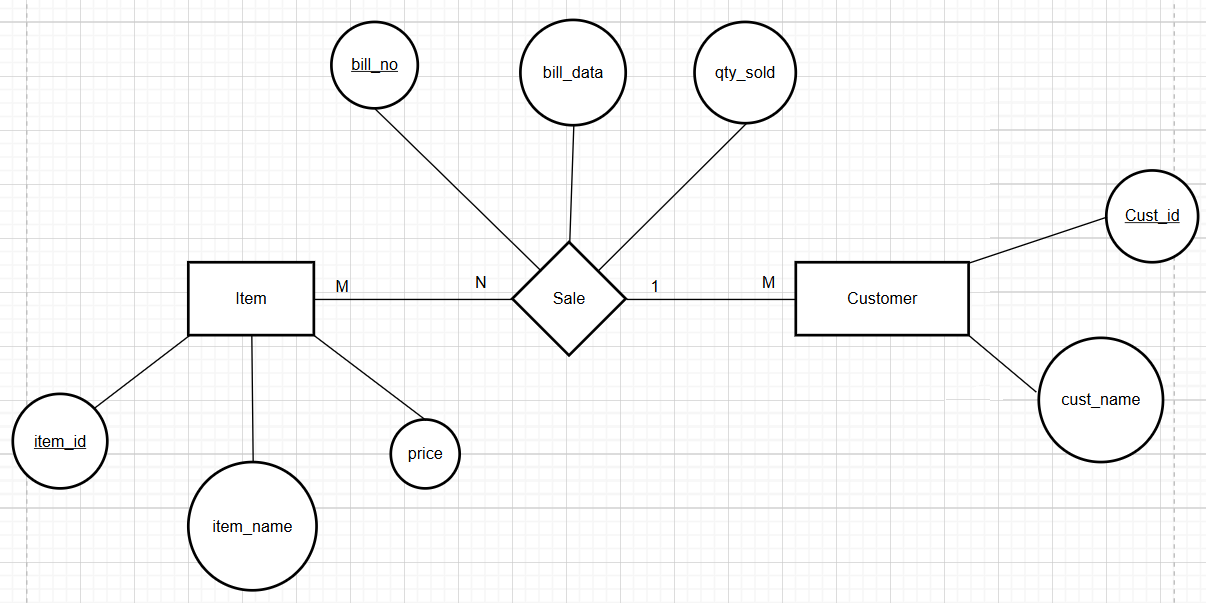 bill_no
bill_data
qty_sold
Cust_id
M
N
1
M
Item
Sale
Customer
cust_name
item_id
price
item_name